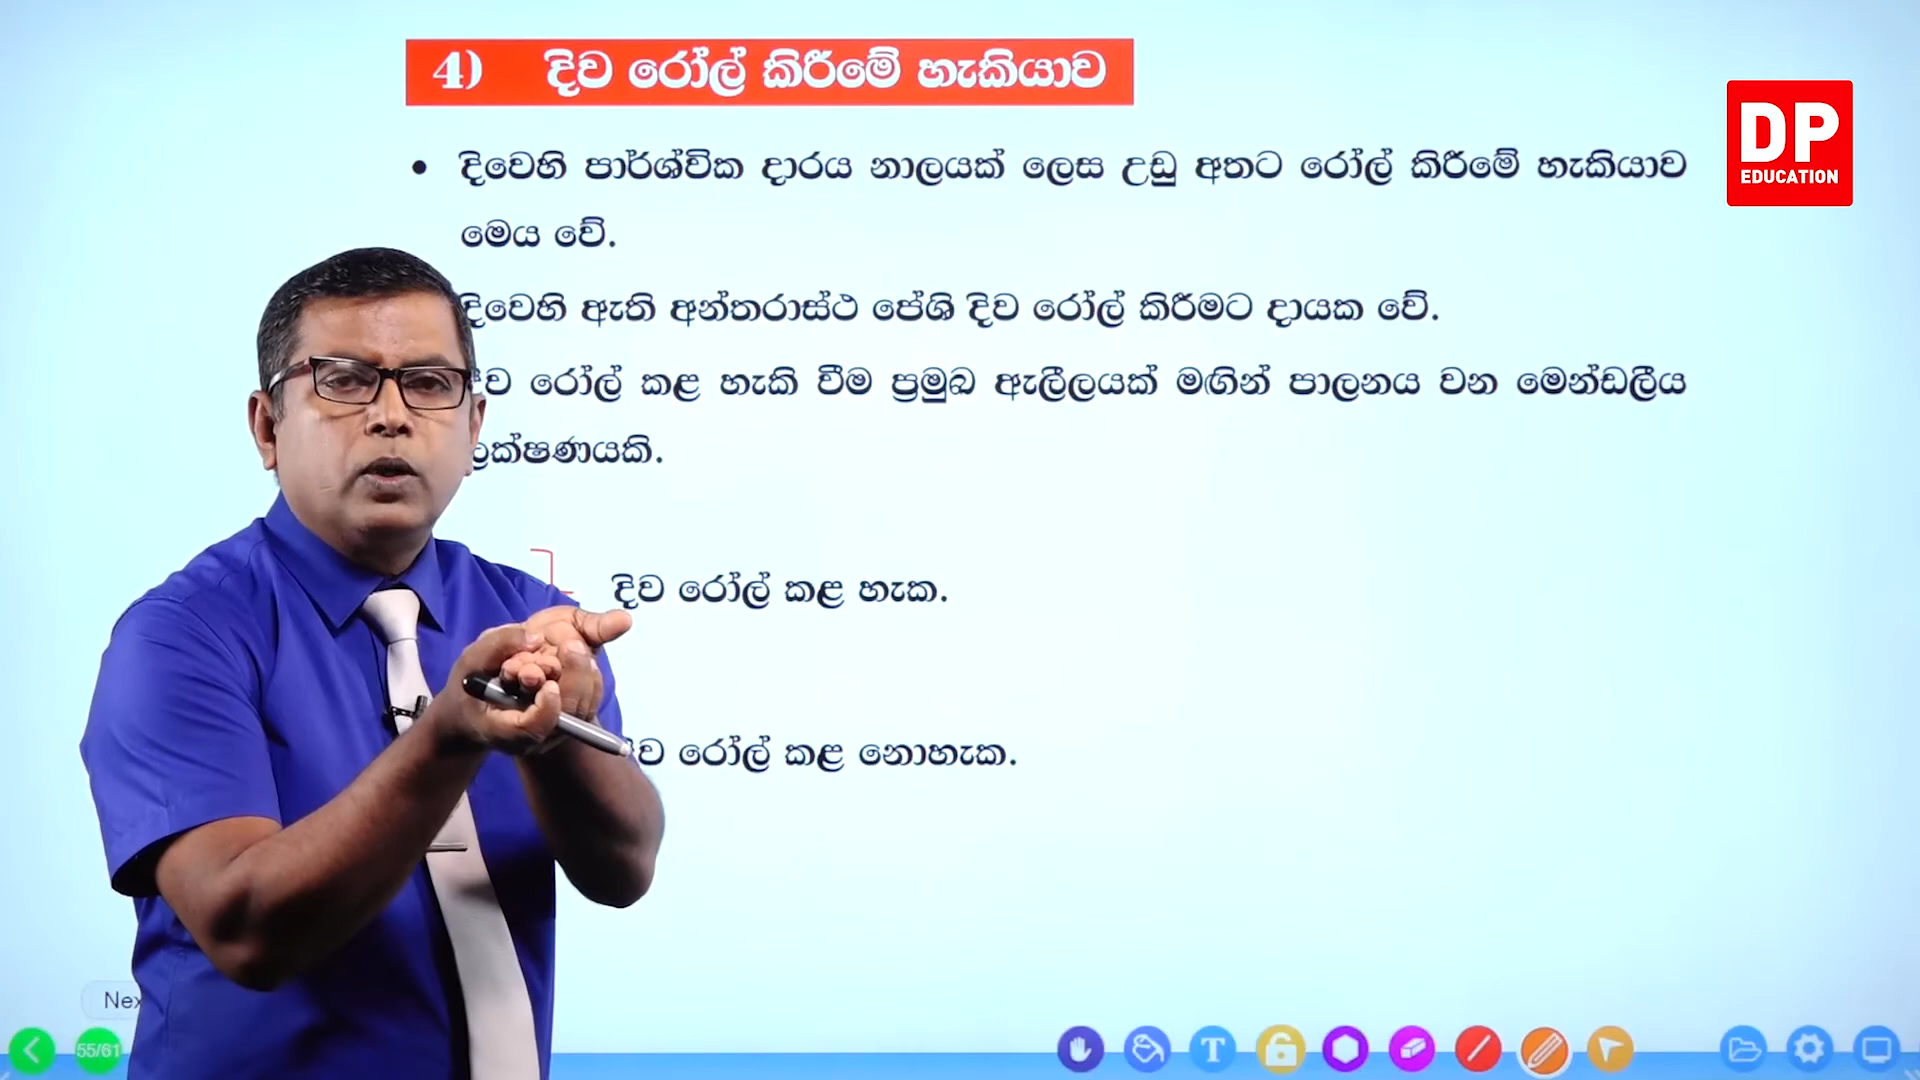 4) දිව රෝල් කිරීමේ හැකියාව
DP
EDUCATION
• දිවෙහි පාර්ශ්වික දාරය නාලයක් ලෙස උඩු අතට රෝල් කිරීමේ හැකියාව
මෙය වේ.
දිවෙහි ඇති අන්තරාස්ථ පේශි දිව රෝල් කිරීමට දායක වේ.
රෝල් කළ හැකි වීම ප්‍රමුඛ ඇලීලයක් මඟින් පාලනය වන මෙන්ඩලීය
ලක්ෂණයකි.
දිව රෝල් කළ හැක.
රෝල් කළ නොහැක.
55/61
T